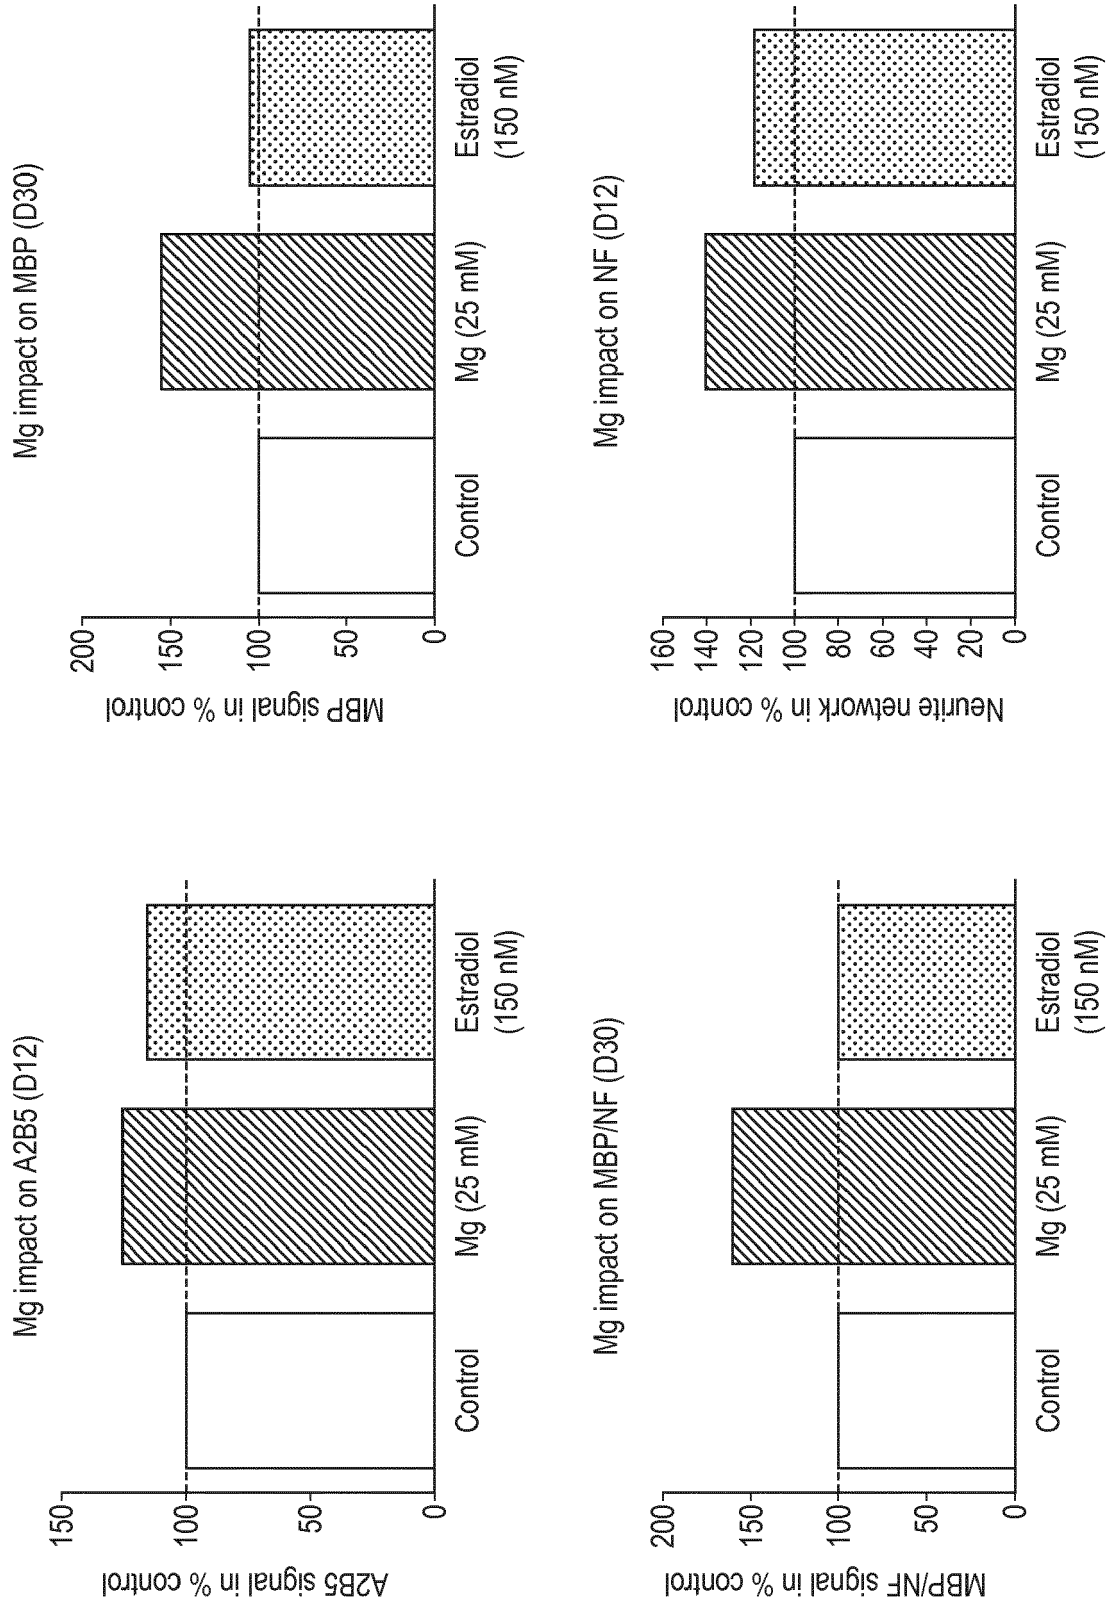 Mg impact on A2B5 (D12)
A2B5 signal in % control
150
100
50
0
Control
Mg (25 mM)
Estradiol
(150 nM)
Mg impact on MBP (D30)
MBP signal in % control
200
150
100
50
0
Control
Mg (25 mM)
Estradiol
(150 nM)
Mg impact on MBP/NF (D30)
MBP/NF signal in % control
200
150
100
50
0
Control
Mg (25 mM)
Estradiol
(150 nM)
Mg impact on NF (D12)
Neurite network in % control
160
140
120
100
80
60
40
20
0
Control
Mg (25 mM)
Estradiol
(150 nM)